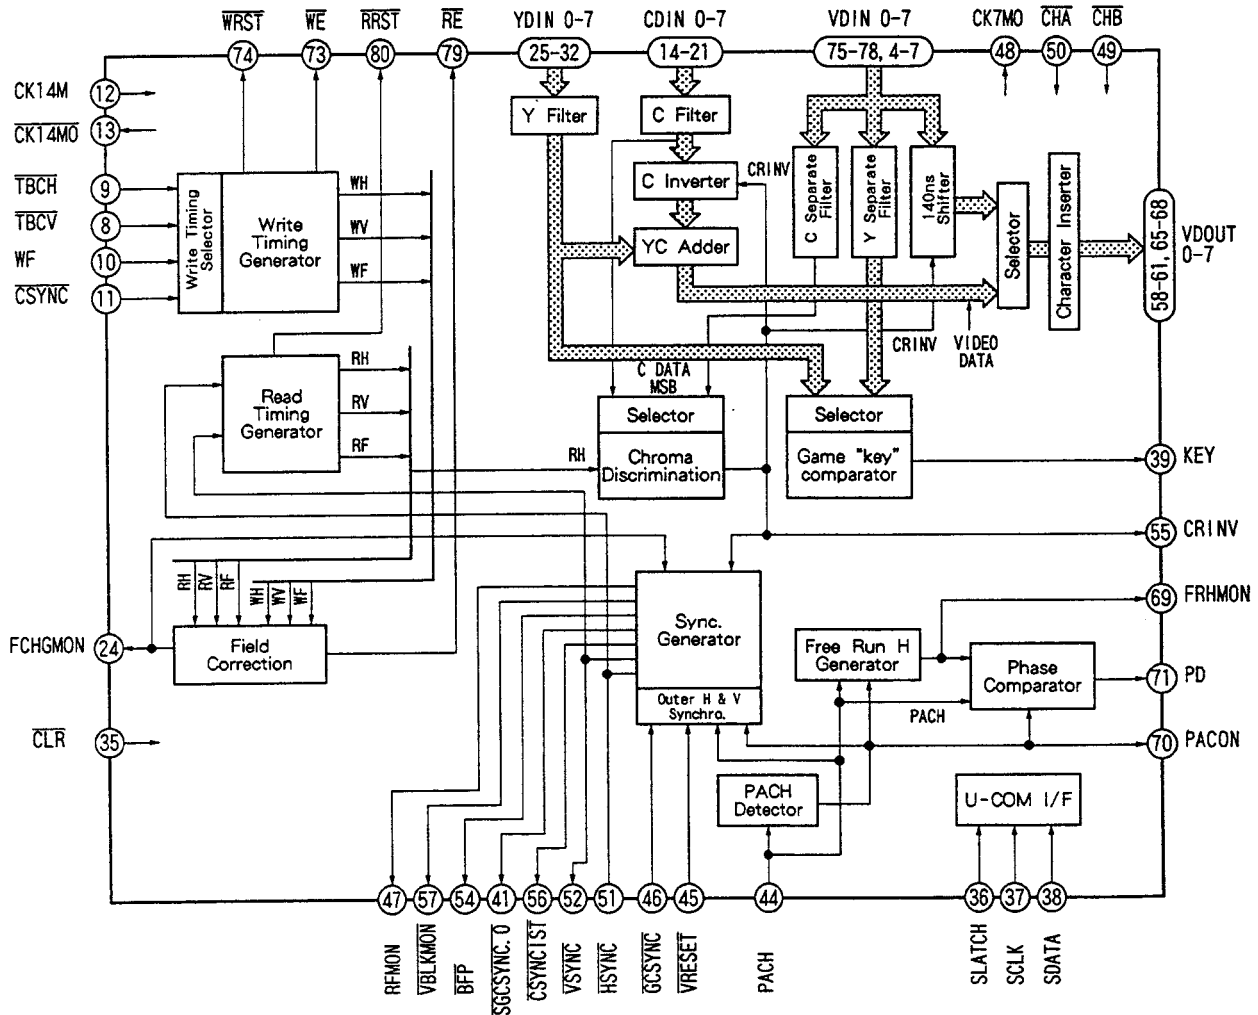 WRST WE RRST RE YDIN 0-7 CDIN 0-7 VDIN 0-7 CK7MO CHA CHB
74 73 80 79 25-32 14-21 75-78, 4-7 48 50 49
CK14M 12
CK14MO 13
TBCH 9
TBCV 8
WF 10
CSYNC 11
Write Timing
Selector
Write
Timing
Generator
WH
WV
WF
Y Filter
C Filter
C Inverter
YC Adder
CRINV
C Separate
Filter
Y Separate
Filter
140ns
Shifter
Selector
Character Inserter
58-61, 65-68
VDOUT
0-7
CRINV
VIDEO
DATA
Read
Timing
Generator
RH
RV
RF
C DATA
MSB
Selector
Chroma
Discrimination
RH
Selector
Game "key"
comparator
39 KEY
55 CRINV
RH
RV
RF
WH
WV
WF
FCHGMON 24
Field
Correction
Sync.
Generator
Outer H & V
Synchro.
Free Run H
Generator
Phase
Comparator
PACH
69 FRHMON
71 PD
70 PACON
CLR 35
PACH
Detector
U-COM I/F
47 57 54 41 56 52 51 46 45 44 36 37 38
RFMON
VBLKMON
BFP
SGCSYNC.O
CSYNC1ST
VSYNC
HSYNC
GCSYNC
VRESET
PACH
SLATCH
SCLK
SDATA